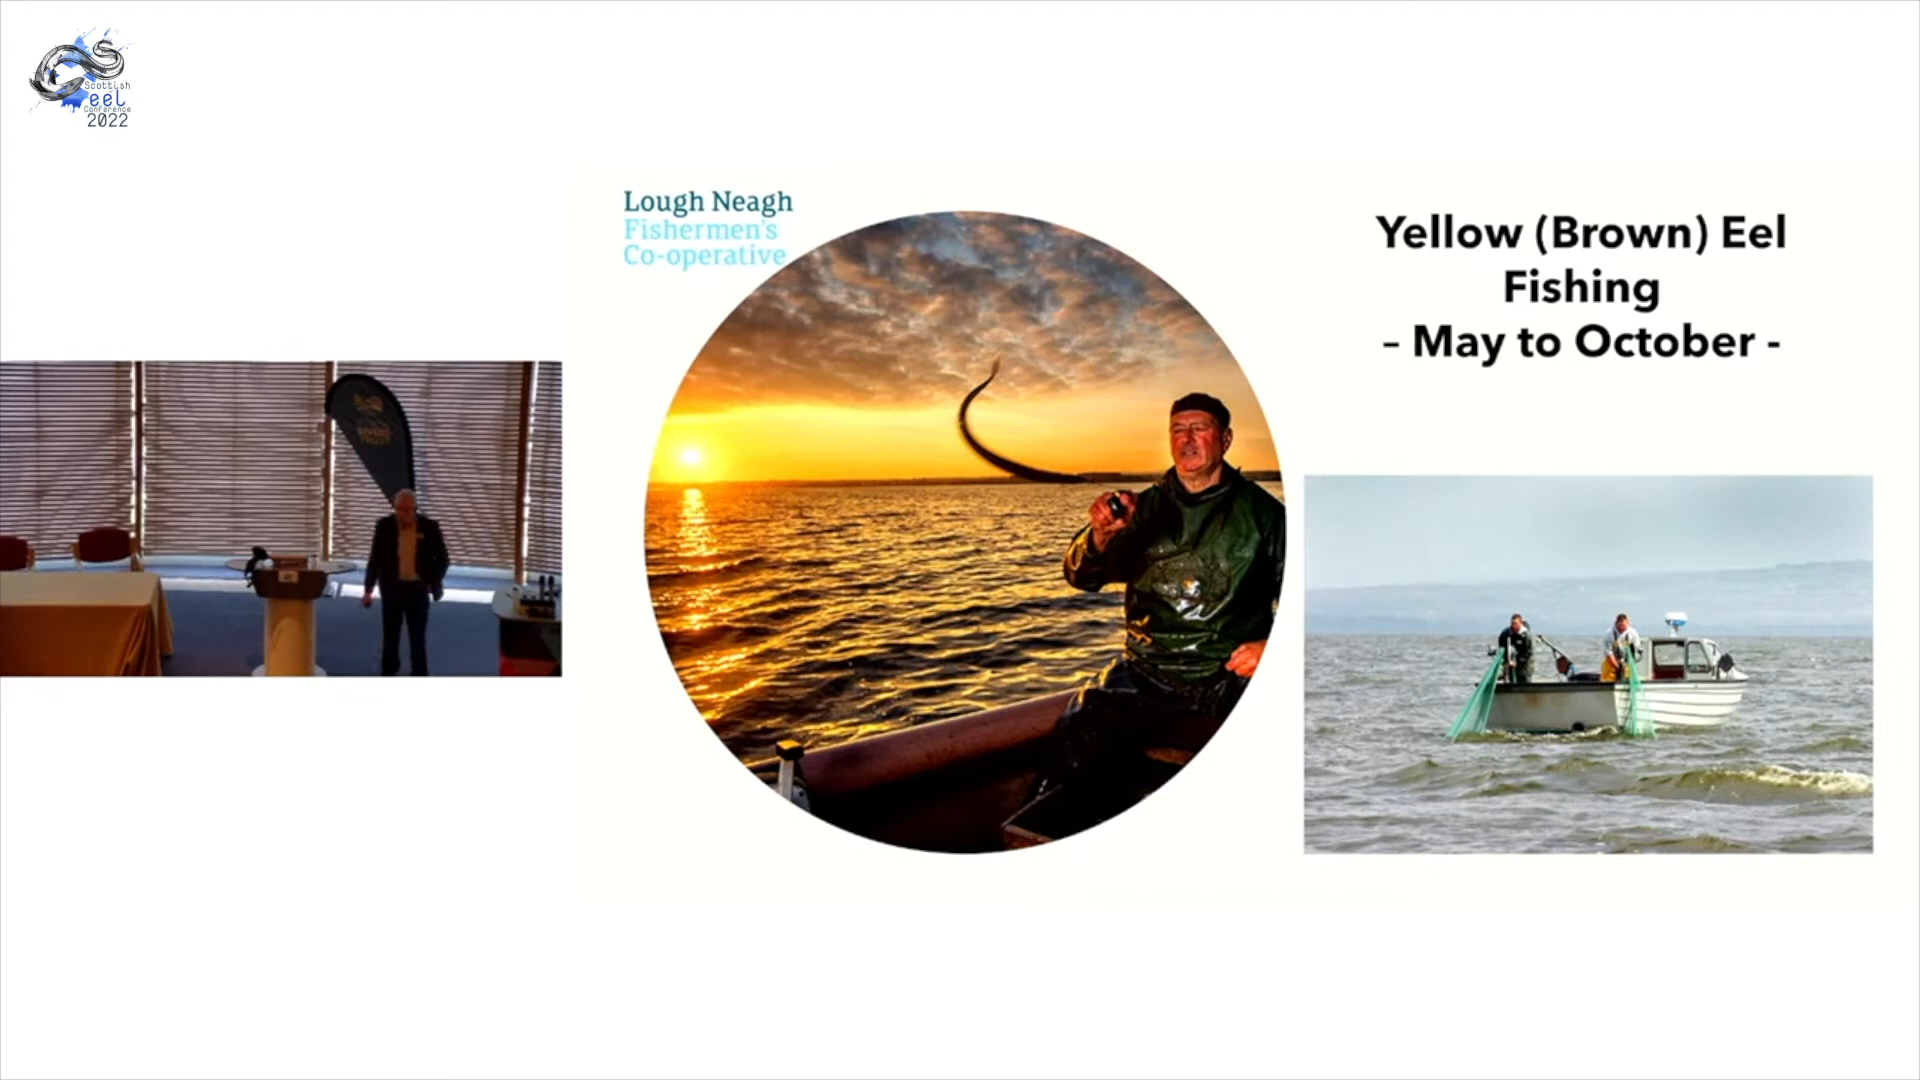 Scottish
eel
Conference
2022
Lough Neagh
Fishermen's
Co-operative
Yellow (Brown) Eel
Fishing
– May to October -